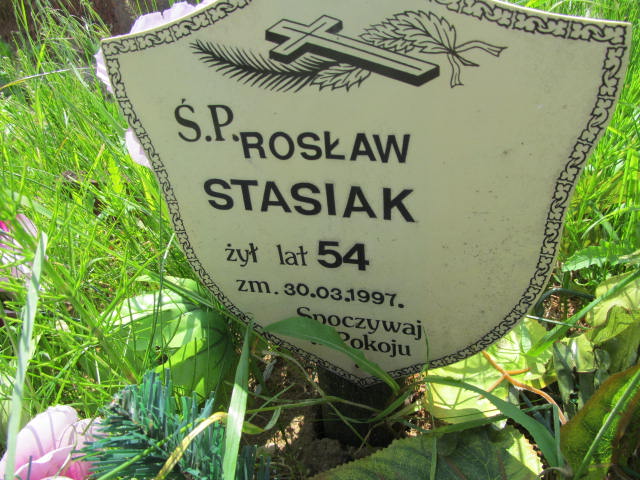 Ś.P. ROSŁAW
STASIAK
żył lat 54
zm. 30.03.1997.
Spoczywaj
Pokoju